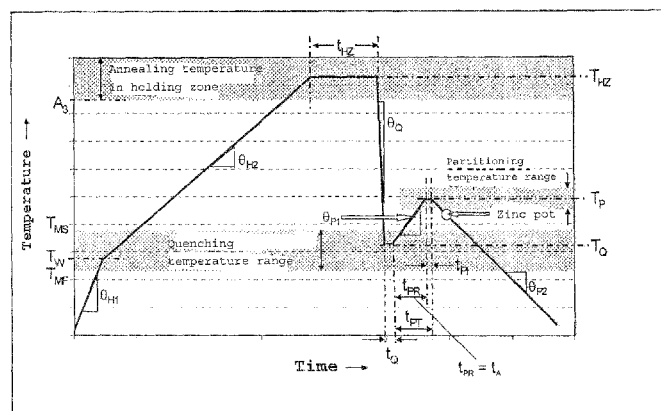 t_HZ
Annealing temperature
in holding zone
T_HZ
A_3
θ_Q
θ_H2
Partitioning
temperature range
T_P
θ_P1
Zinc pot
T_MS
Quenching
temperature range
T_Q
T_W
T_MF
θ_H1
t_PI
t_PR
θ_P2
t_PT
t_Q
t_PR = t_A
Temperature →
Time →